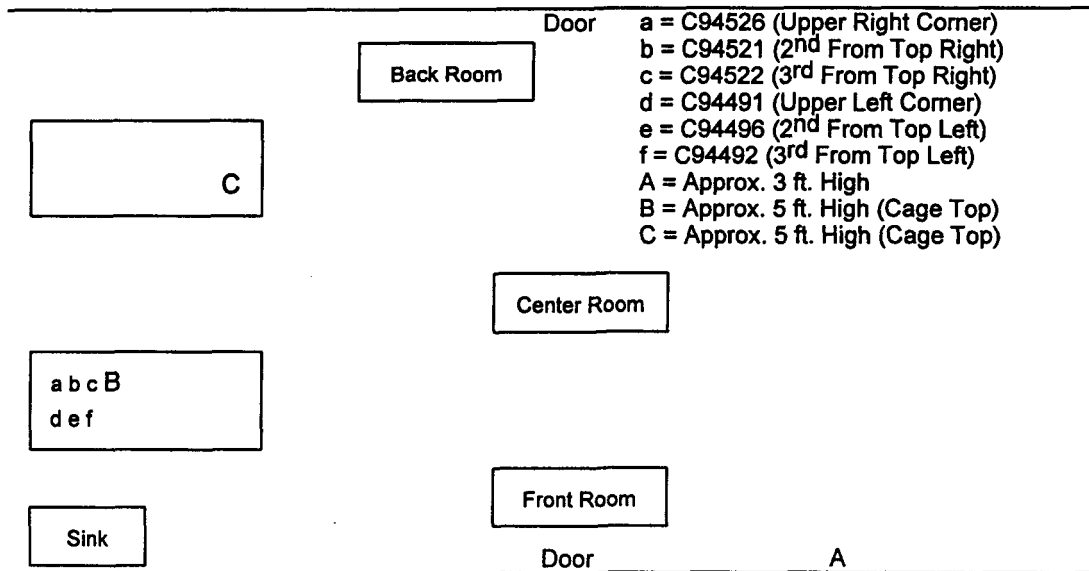 Door
a = C94526 (Upper Right Corner)
b = C94521 (2nd From Top Right)
c = C94522 (3rd From Top Right)
d = C94491 (Upper Left Corner)
e = C94496 (2nd From Top Left)
f = C94492 (3rd From Top Left)
A = Approx. 3 ft. High
B = Approx. 5 ft. High (Cage Top)
C = Approx. 5 ft. High (Cage Top)
Back Room
C
Center Room
a b c B
d e f
Front Room
Sink
Door
A